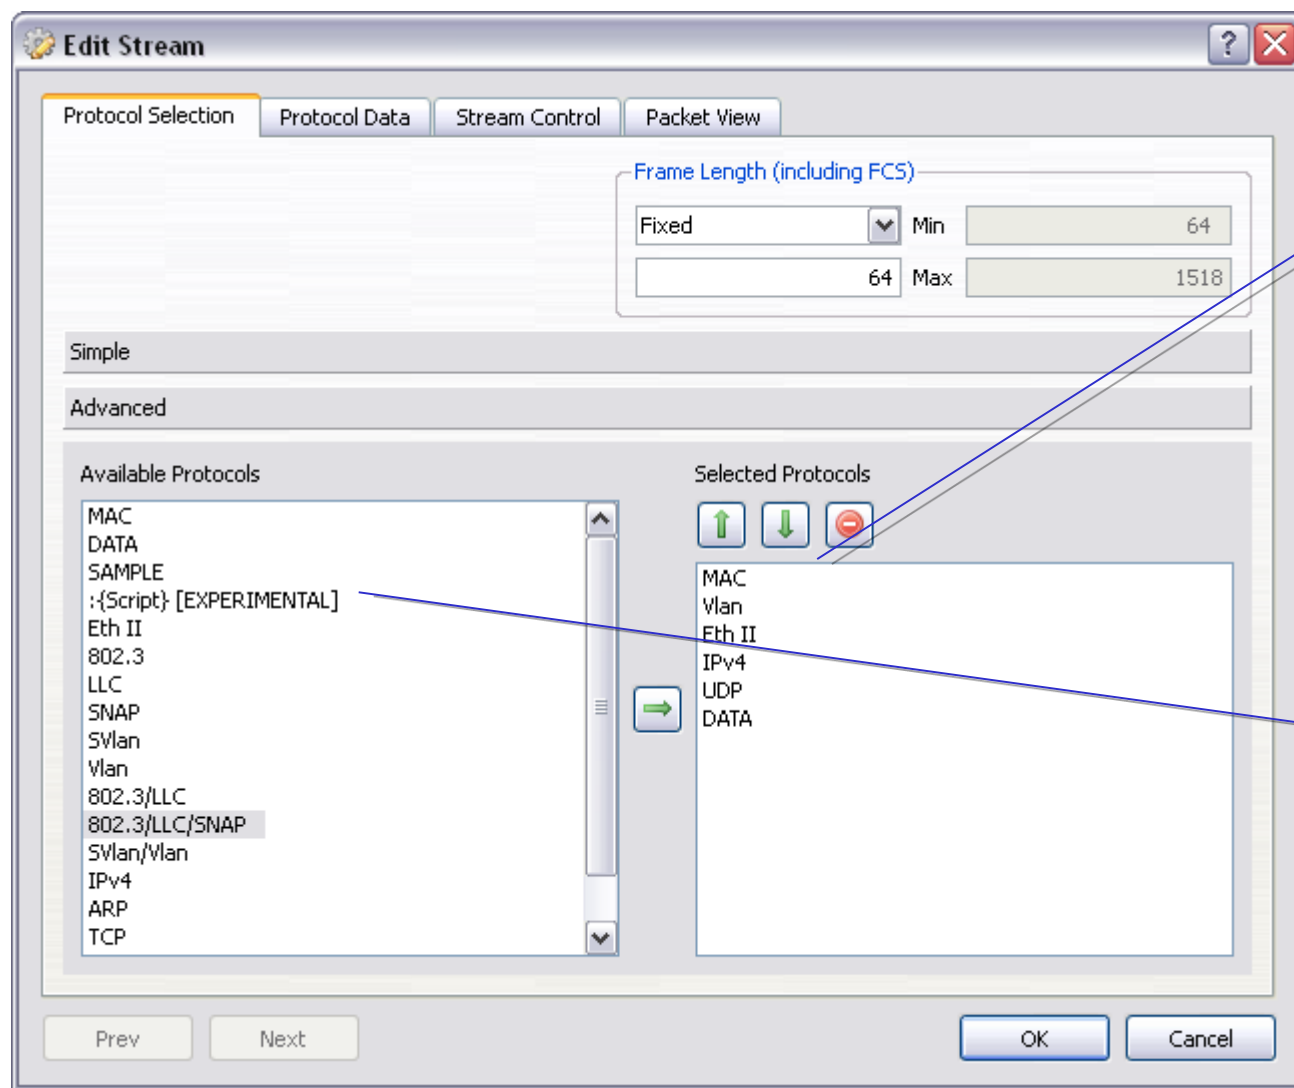 Edit Stream
Protocol Selection Protocol Data Stream Control Packet View
Frame Length (including FCS)
Fixed Min 64
64 Max 1518
Simple
Advanced
Available Protocols
MAC
DATA
SAMPLE
:{Script} [EXPERIMENTAL]
Eth II
802.3
LLC
SNAP
SVlan
Vlan
802.3/LLC
802.3/LLC/SNAP
SVlan/Vlan
IPv4
ARP
TCP
Selected Protocols
MAC
Vlan
Eth II
IPv4
UDP
DATA
Prev Next OK Cancel